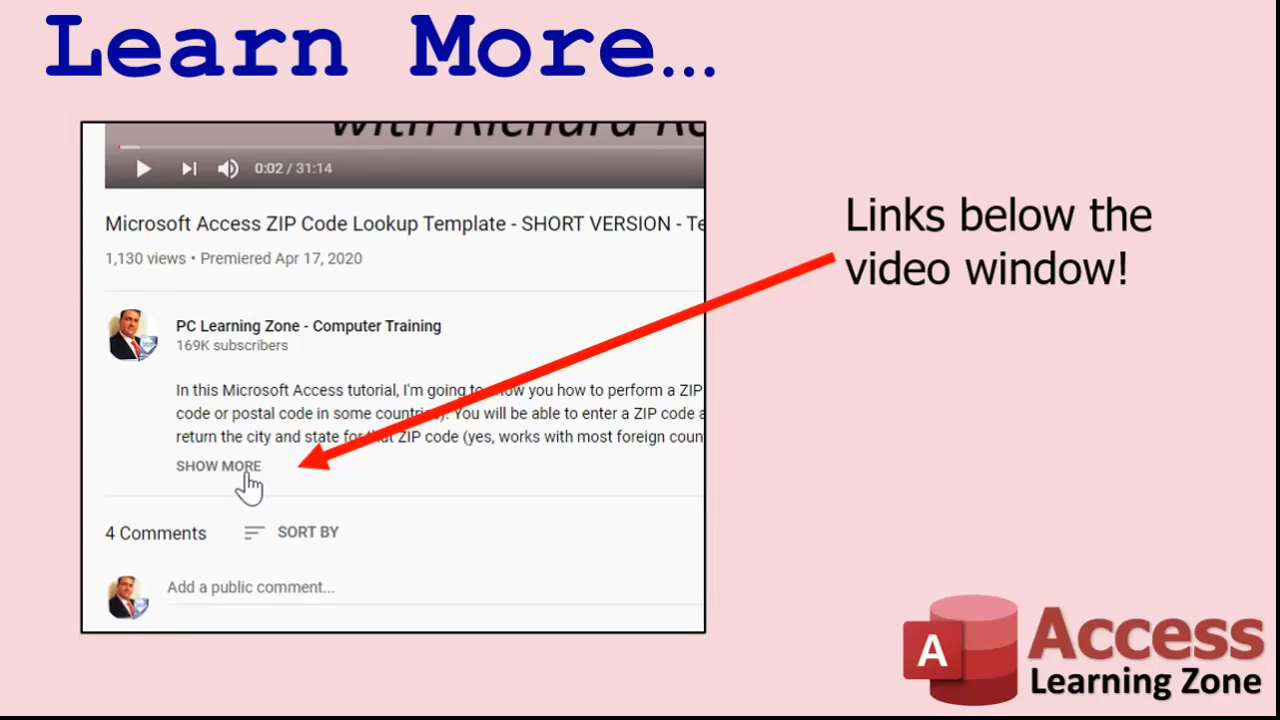 Learn More...
with Richard
0:02 / 31:14
Microsoft Access ZIP Code Lookup Template - SHORT VERSION - Te
1,130 views • Premiered Apr 17, 2020
Links below the
video window!
PC Learning Zone - Computer Training
169K subscribers
In this Microsoft Access tutorial, I'm going to show you how to perform a ZIP
code or postal code in some countries). You will be able to enter a ZIP code a
return the city and state for that ZIP code (yes, works with most foreign coun
SHOW MORE
4 Comments
SORT BY
Add a public comment...
A
Access
Learning Zone